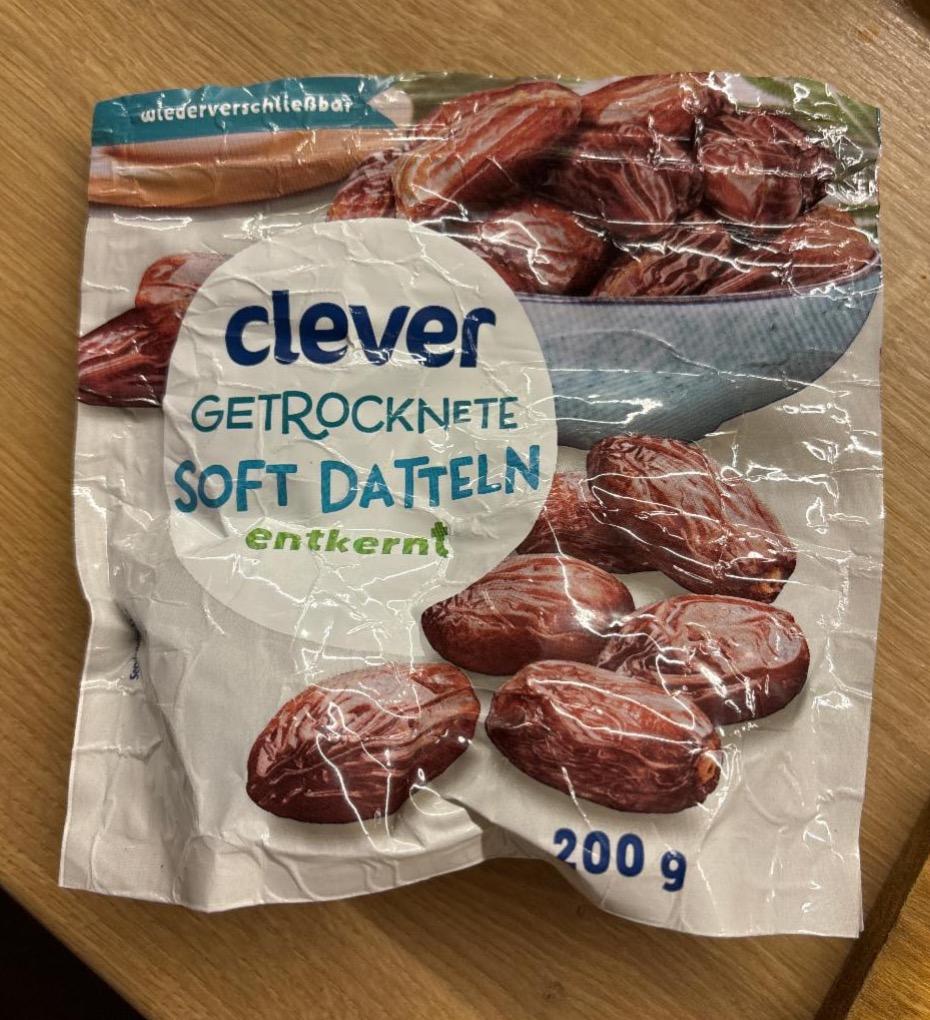 wiederverschließbar
clever
GETROCKNETE
SOFT DATTELN
entkernt
200 g